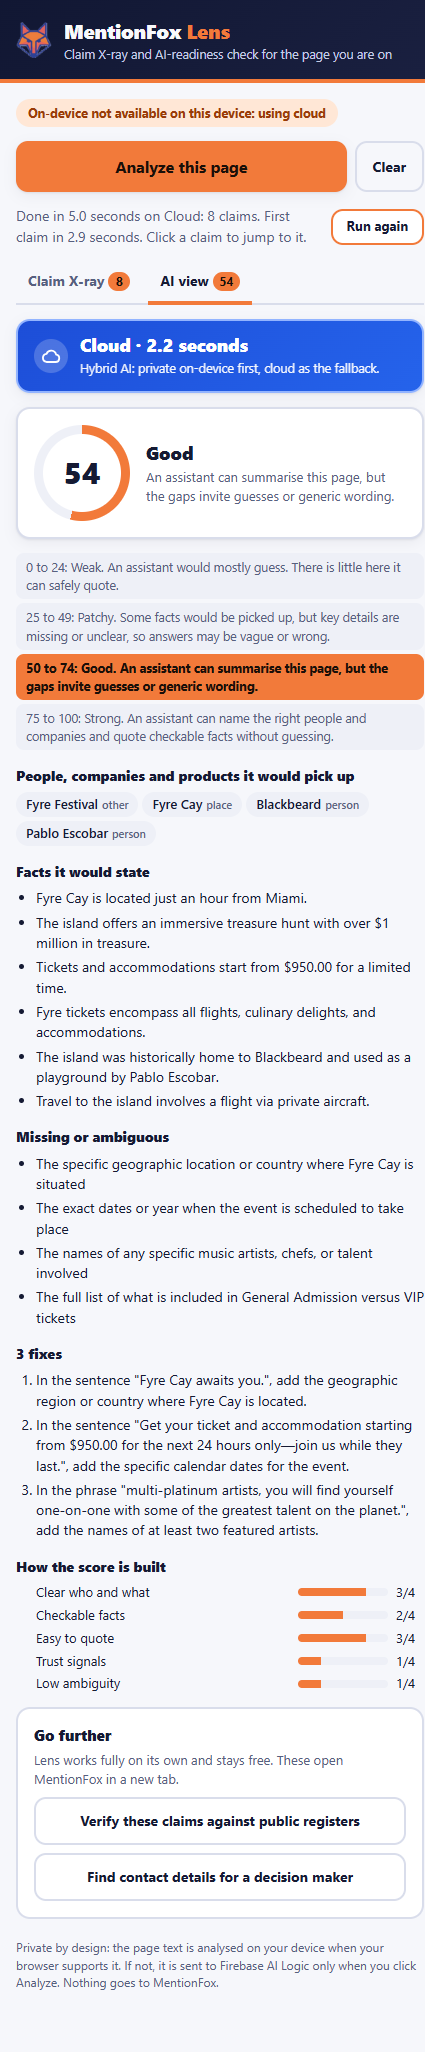 MentionFox Lens
Claim X-ray and AI-readiness check for the page you are on
On-device not available on this device: using cloud
Analyze this page
Clear
Done in 5.0 seconds on Cloud: 8 claims. First
claim in 2.9 seconds. Click a claim to jump to it.
Run again
Claim X-ray 8
AI view 54
Cloud · 2.2 seconds
Hybrid AI: private on-device first, cloud as the fallback.
54
Good
An assistant can summarise this page, but
the gaps invite guesses or generic wording.
0 to 24: Weak. An assistant would mostly guess. There is little here it
can safely quote.
25 to 49: Patchy. Some facts would be picked up, but key details are
missing or unclear, so answers may be vague or wrong.
50 to 74: Good. An assistant can summarise this page, but the
gaps invite guesses or generic wording.
75 to 100: Strong. An assistant can name the right people and
companies and quote checkable facts without guessing.
People, companies and products it would pick up
Fyre Festival other
Fyre Cay place
Blackbeard person
Pablo Escobar person
Facts it would state
• Fyre Cay is located just an hour from Miami.
• The island offers an immersive treasure hunt with over $1
million in treasure.
• Tickets and accommodations start from $950.00 for a limited
time.
• Fyre tickets encompass all flights, culinary delights, and
accommodations.
• The island was historically home to Blackbeard and used as a
playground by Pablo Escobar.
• Travel to the island involves a flight via private aircraft.
Missing or ambiguous
• The specific geographic location or country where Fyre Cay is
situated
• The exact dates or year when the event is scheduled to take
place
• The names of any specific music artists, chefs, or talent
involved
• The full list of what is included in General Admission versus VIP
tickets
3 fixes
1. In the sentence "Fyre Cay awaits you.", add the geographic
region or country where Fyre Cay is located.
2. In the sentence "Get your ticket and accommodation starting
from $950.00 for the next 24 hours only—join us while they
last.", add the specific calendar dates for the event.
3. In the phrase "multi-platinum artists, you will find yourself
one-on-one with some of the greatest talent on the planet.",
add the names of at least two featured artists.
How the score is built
Clear who and what 3/4
Checkable facts 2/4
Easy to quote 3/4
Trust signals 1/4
Low ambiguity 1/4
Go further
Lens works fully on its own and stays free. These open
MentionFox in a new tab.
Verify these claims against public registers
Find contact details for a decision maker
Private by design: the page text is analysed on your device when your
browser supports it. If not, it is sent to Firebase AI Logic only when you click
Analyze. Nothing goes to MentionFox.